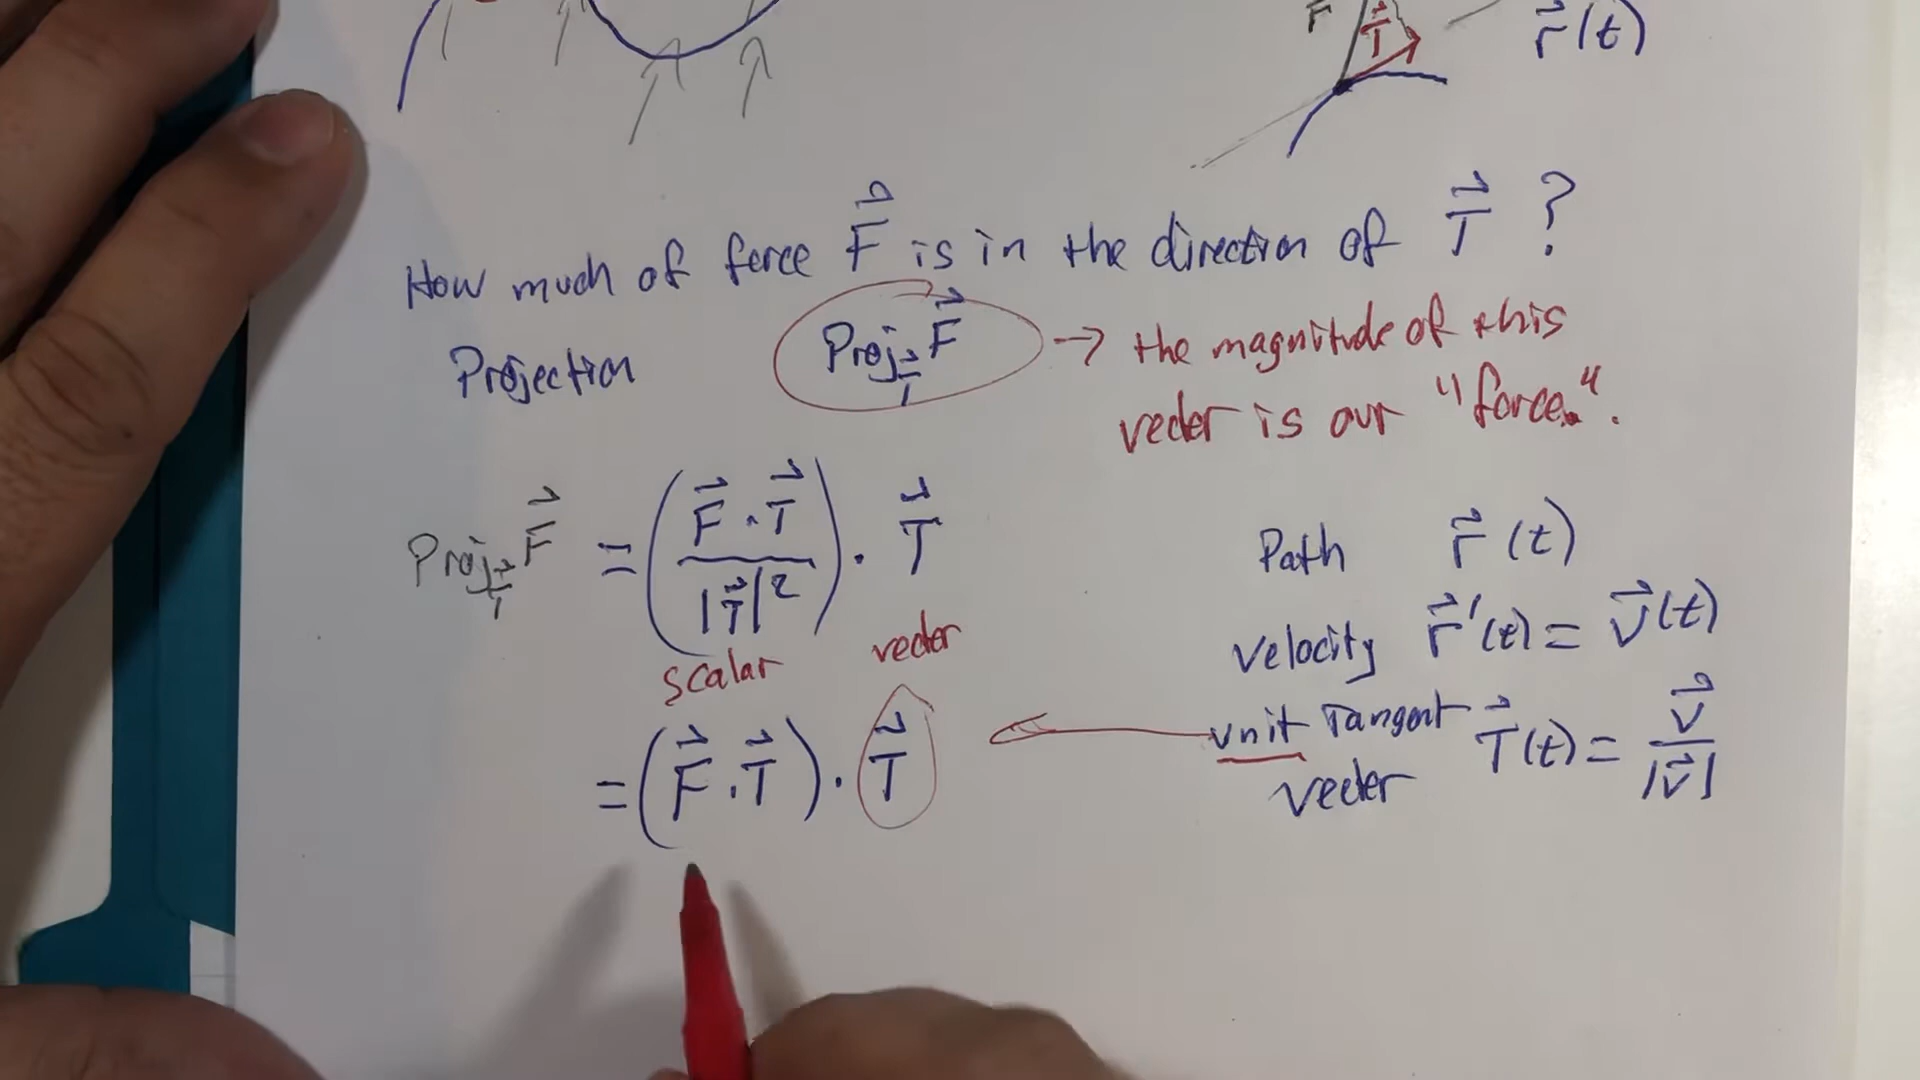 F⃗ T⃗ r⃗(t)
How much of force F⃗ is in the direction of T⃗ ?
Projection Proj_T⃗ F⃗ → the magnitude of this
vector is our "force.".
Proj_T⃗ F⃗ = (F⃗ · T⃗ / |T⃗|²) · T⃗
scalar vector
= (F⃗ · T⃗) · T⃗
Path r⃗(t)
velocity r⃗'(t) = v⃗(t)
unit Tangent T⃗(t) = v⃗ / |v⃗|
vector